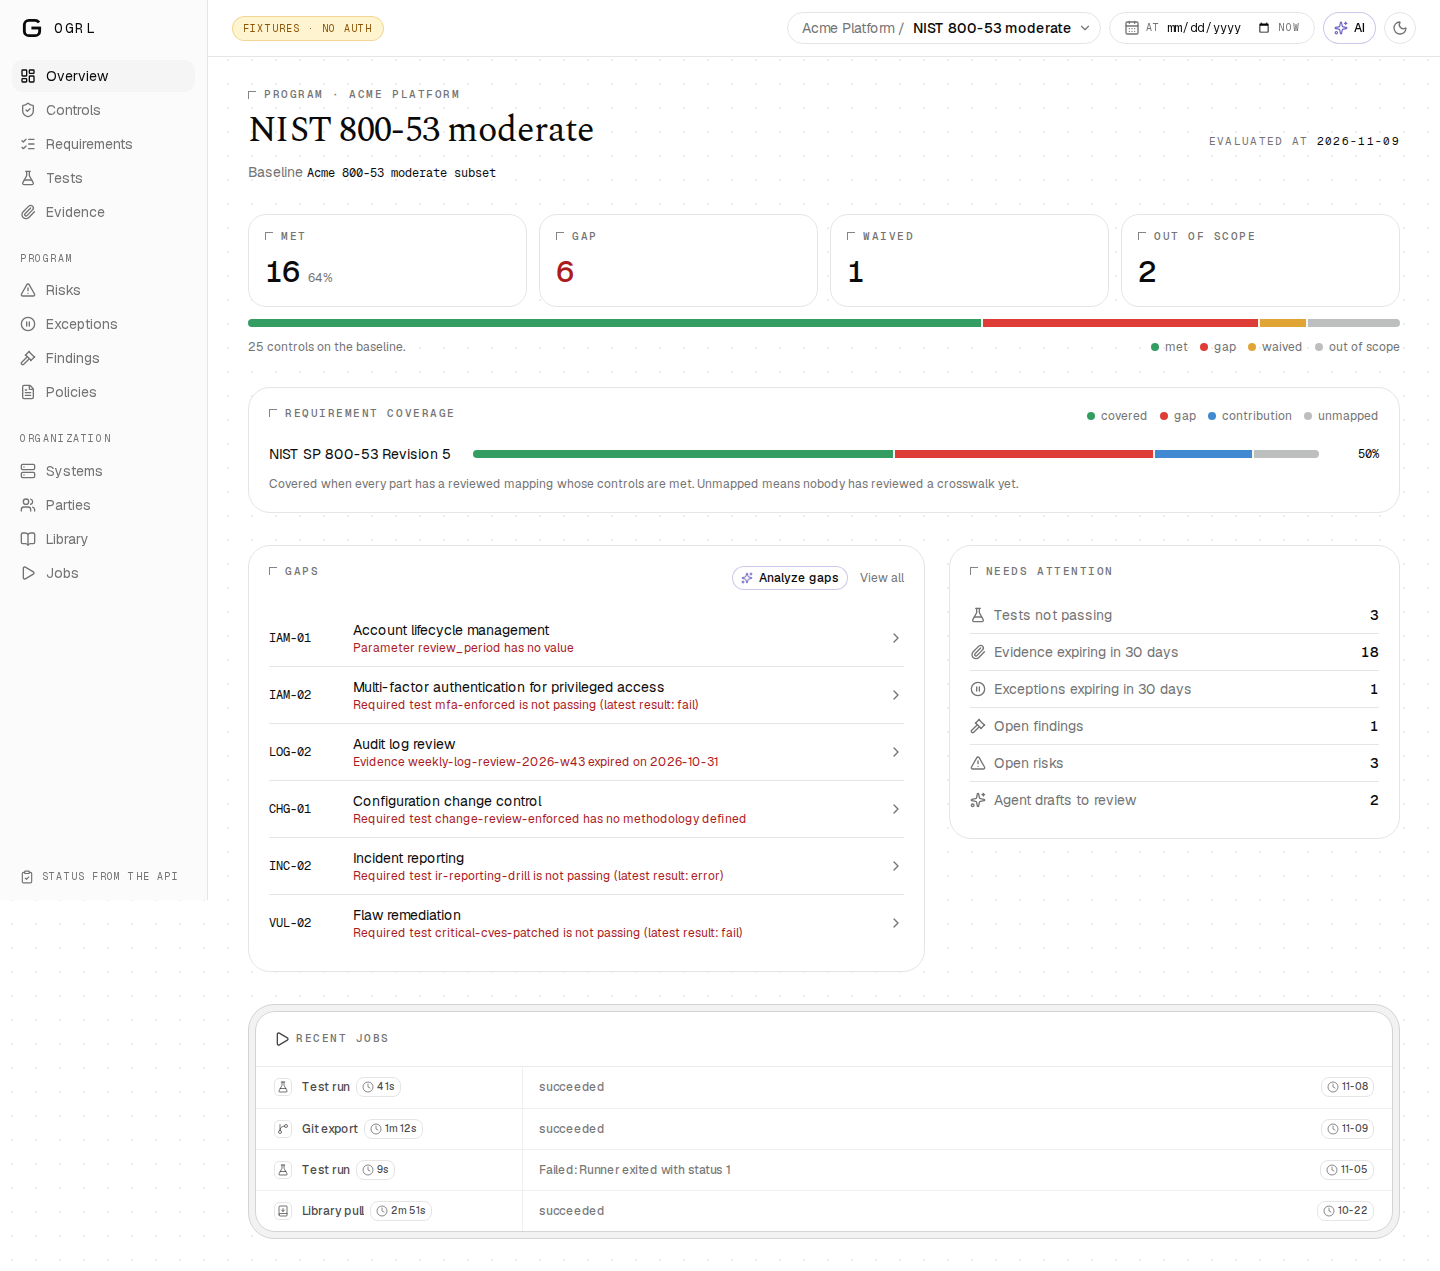 OGRL
Overview
Controls
Requirements
Tests
Evidence
PROGRAM
Risks
Exceptions
Findings
Policies
ORGANIZATION
Systems
Parties
Library
Jobs
STATUS FROM THE API
FIXTURES · NO AUTH
Acme Platform / NIST 800-53 moderate
AT mm/dd/yyyy NOW
AI
PROGRAM · ACME PLATFORM
NIST 800-53 moderate
EVALUATED AT 2026-11-09
Baseline Acme 800-53 moderate subset
MET
16 64%
GAP
6
WAIVED
1
OUT OF SCOPE
2
25 controls on the baseline.
met gap waived out of scope
REQUIREMENT COVERAGE
covered gap contribution unmapped
NIST SP 800-53 Revision 5 50%
Covered when every part has a reviewed mapping whose controls are met. Unmapped means nobody has reviewed a crosswalk yet.
GAPS
Analyze gaps View all
IAM-01 Account lifecycle management
Parameter review_period has no value
IAM-02 Multi-factor authentication for privileged access
Required test mfa-enforced is not passing (latest result: fail)
LOG-02 Audit log review
Evidence weekly-log-review-2026-w43 expired on 2026-10-31
CHG-01 Configuration change control
Required test change-review-enforced has no methodology defined
INC-02 Incident reporting
Required test ir-reporting-drill is not passing (latest result: error)
VUL-02 Flaw remediation
Required test critical-cves-patched is not passing (latest result: fail)
NEEDS ATTENTION
Tests not passing 3
Evidence expiring in 30 days 18
Exceptions expiring in 30 days 1
Open findings 1
Open risks 3
Agent drafts to review 2
RECENT JOBS
Test run 41s succeeded 11-08
Git export 1m 12s succeeded 11-09
Test run 9s Failed: Runner exited with status 1 11-05
Library pull 2m 51s succeeded 10-22